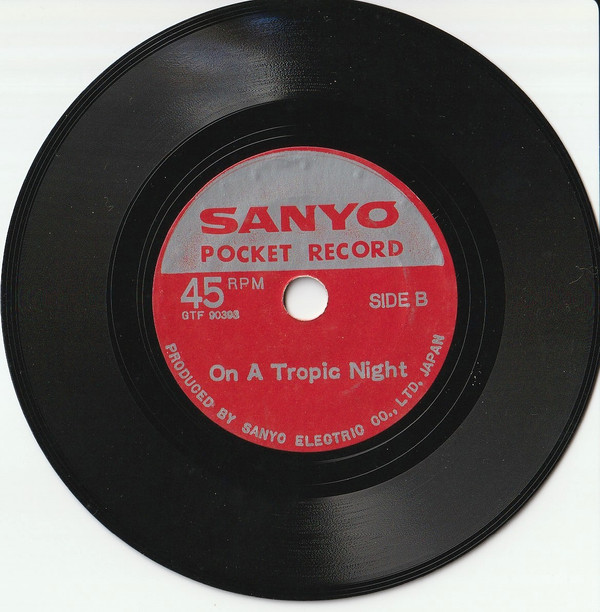 SANYO
POCKET RECORD
45 RPM
SIDE B
GTF 90393
On A Tropic Night
PRODUCED BY SANYO ELECTRIC CO., LTD, JAPAN